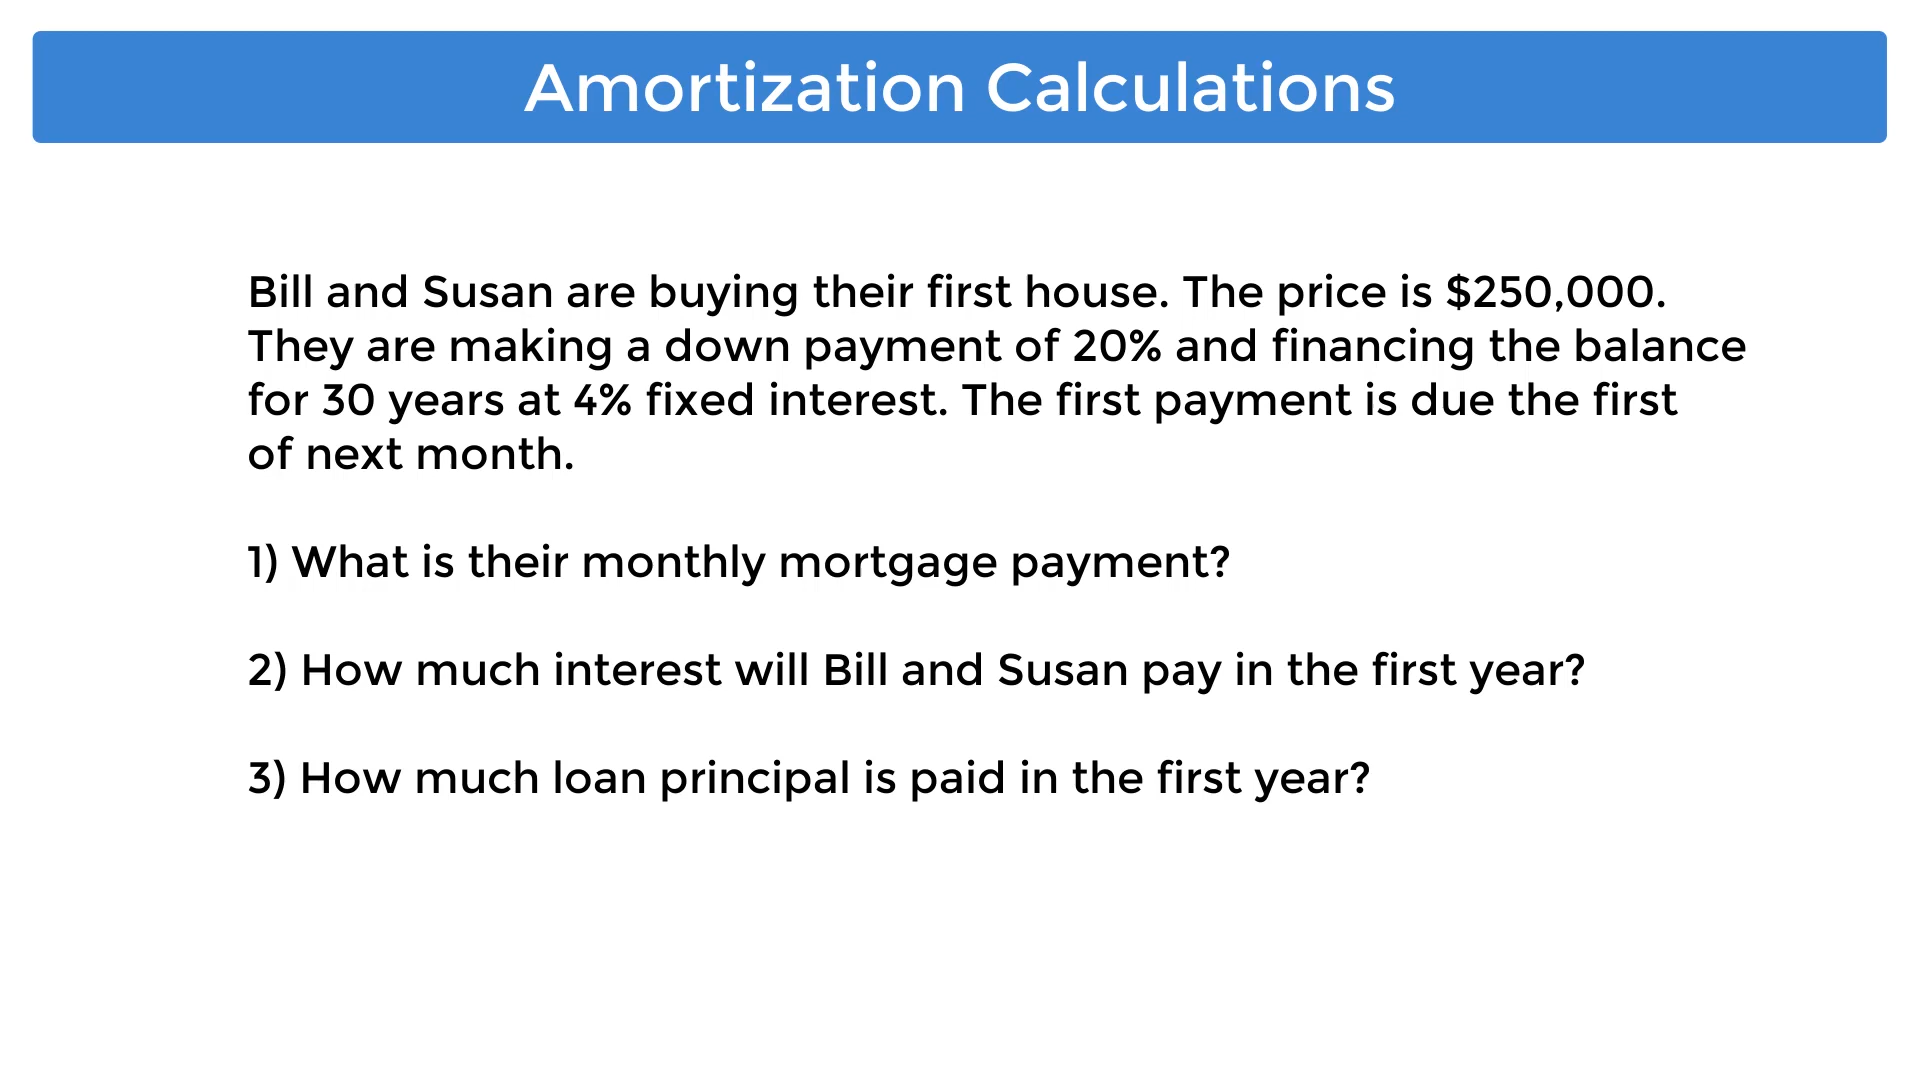 Amortization Calculations
Bill and Susan are buying their first house. The price is $250,000.
They are making a down payment of 20% and financing the balance
for 30 years at 4% fixed interest. The first payment is due the first
of next month.
1) What is their monthly mortgage payment?
2) How much interest will Bill and Susan pay in the first year?
3) How much loan principal is paid in the first year?